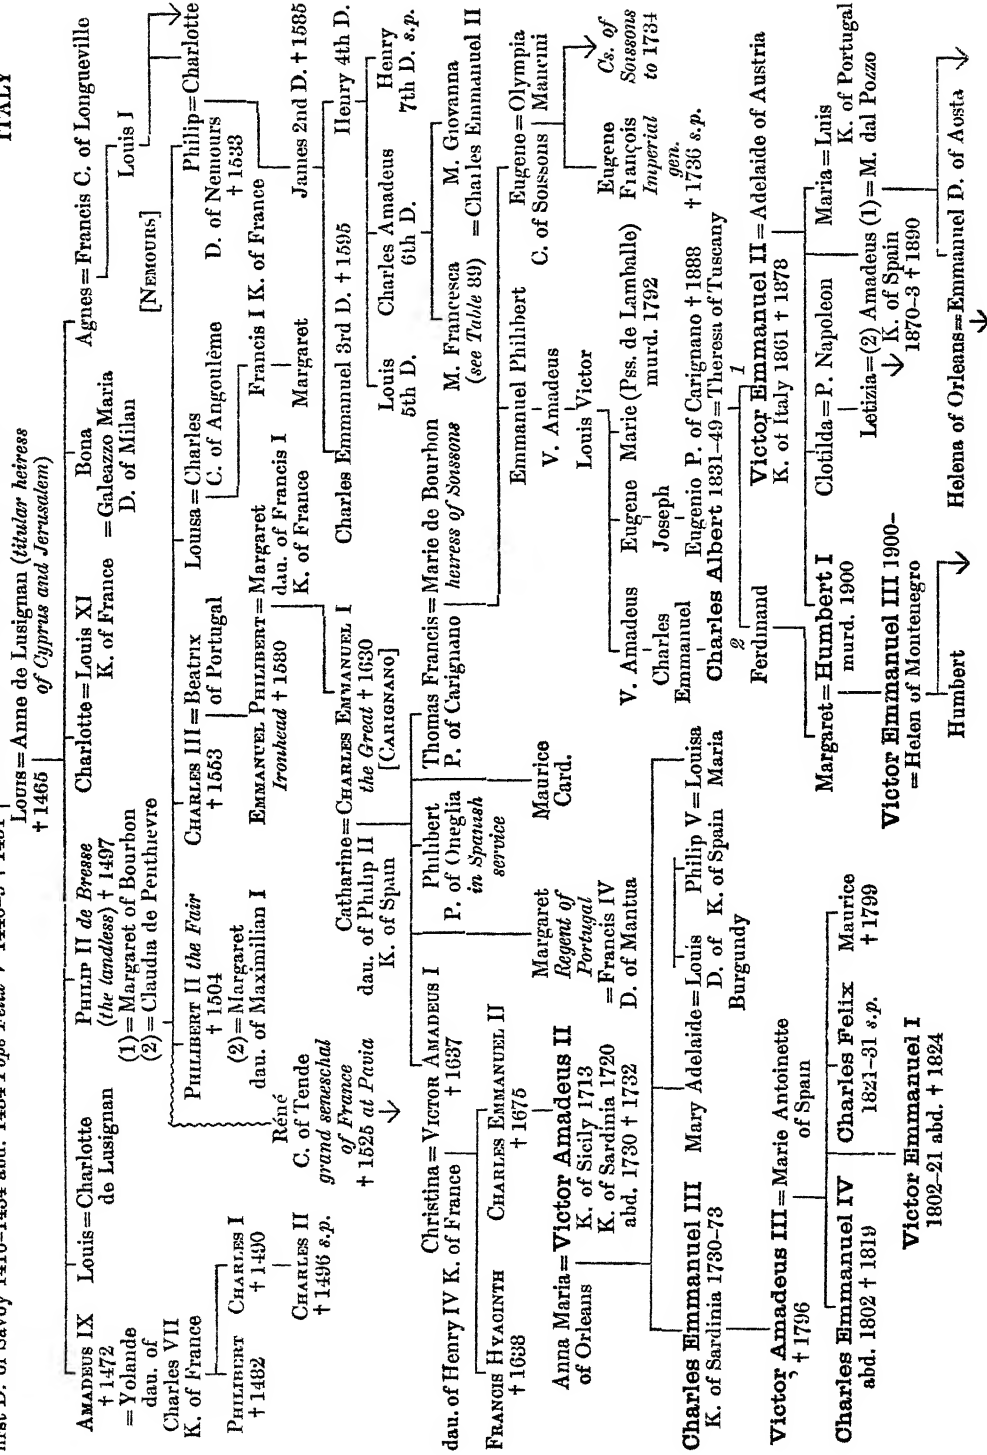 ITALY
first D. of Savoy 1416-1434 abd. 1434 Pope Felix V
LOUIS = Anne de Lusignan (titular heiress
† 1465 of Cyprus and Jerusalem)
AMADEUS IX
† 1472
= Yolande
dau. of
Charles VII
K. of France
Louis = Charlotte
de Lusignan
PHILIP II de Bresse
(the landless) † 1497
(1) = Margaret of Bourbon
(2) = Claudia de Penthievre
Charlotte = Louis XI
K. of France
Bona
= Galeazzo Maria
D. of Milan
Agnes = Francis C. of Longueville
Louis I
[NEMOURS]
PHILIBERT
† 1482
CHARLES I
† 1490
CHARLES II
† 1496 s.p.
Réné
C. of Tende
grand seneschal
of France
† 1525 at Pavia
PHILIBERT II the Fair
† 1504
(2) = Margaret
dau. of Maximilian I
CHARLES III = Beatrix
† 1553 of Portugal
Louisa = Charles
C. of Angoulême
Francis I K. of France
Margaret
Philip = Charlotte
D. of Nemours
† 1533
EMMANUEL PHILIBERT = Margaret
Ironhead † 1580 dau. of Francis I
K. of France
James 2nd D. † 1585
Charles Emmanuel 3rd D. † 1595
Henry 4th D.
Louis
5th D.
Charles Amadeus
6th D.
Henry
7th D. s.p.
M. Francesca
(see Table 89)
M. Giovanna
= Charles Emmanuel II
Catharine = CHARLES EMMANUEL I
dau. of Philip II the Great † 1630
K. of Spain [CARIGNANO]
Christina = VICTOR AMADEUS I
dau. of Henry IV K. of France † 1637
Philibert
P. of Oneglia
in Spanish
service
Thomas Francis = Marie de Bourbon
P. of Carignano heiress of Soissons
Margaret
Regent of
Portugal
= Francis IV
D. of Mantua
Maurice
Card.
FRANCIS HYACINTH
† 1638
CHARLES EMMANUEL II
† 1675
Emmanuel Philibert
V. Amadeus
Louis Victor
Eugene = Olympia
C. of Soissons Mancini
Eugene
François
Imperial
gen.
† 1736 s.p.
Cs. of
Soissons
to 1734
Anna Maria = Victor Amadeus II
of Orleans K. of Sicily 1713
K. of Sardinia 1720
abd. 1730 † 1732
V. Amadeus
Charles
Emmanuel
Eugene
Joseph
Eugenio P. of Carignano † 1888
Marie (Pss. de Lamballe)
murd. 1792
Charles Albert 1831-49 = Theresa of Tuscany
Charles Emmanuel III
K. of Sardinia 1730-73
Mary Adelaide = Louis
D. of
Burgundy
Philip V = Louisa
K. of Spain Maria
2
Ferdinand
1
Victor Emmanuel II = Adelaide of Austria
K. of Italy 1861 † 1878
Victor Amadeus III = Marie Antoinette
† 1796 of Spain
Margaret = Humbert I
murd. 1900
Clotilda = P. Napoleon
Letizia = (2) Amadeus (1) = M. dal Pozzo
K. of Spain
1870-3 † 1890
Maria = Luis
K. of Portugal
Charles Emmanuel IV
abd. 1802 † 1819
Charles Felix
1821-31 s.p.
Maurice
† 1799
Victor Emmanuel I
1802-21 abd. † 1824
Victor Emmanuel III 1900-
= Helen of Montenegro
Humbert
Helena of Orleans = Emmanuel D. of Aosta